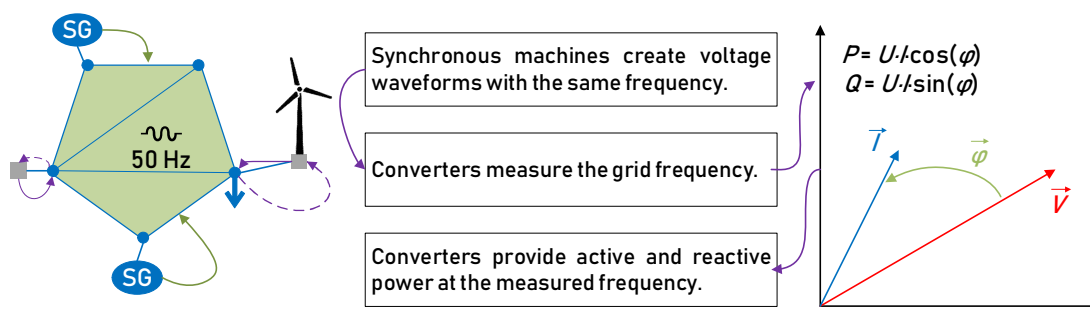 SG
50 Hz
SG
Synchronous machines create voltage
waveforms with the same frequency.
Converters measure the grid frequency.
Converters provide active and reactive
power at the measured frequency.
P = U·I·cos(φ)
Q = U·I·sin(φ)
I
φ
V